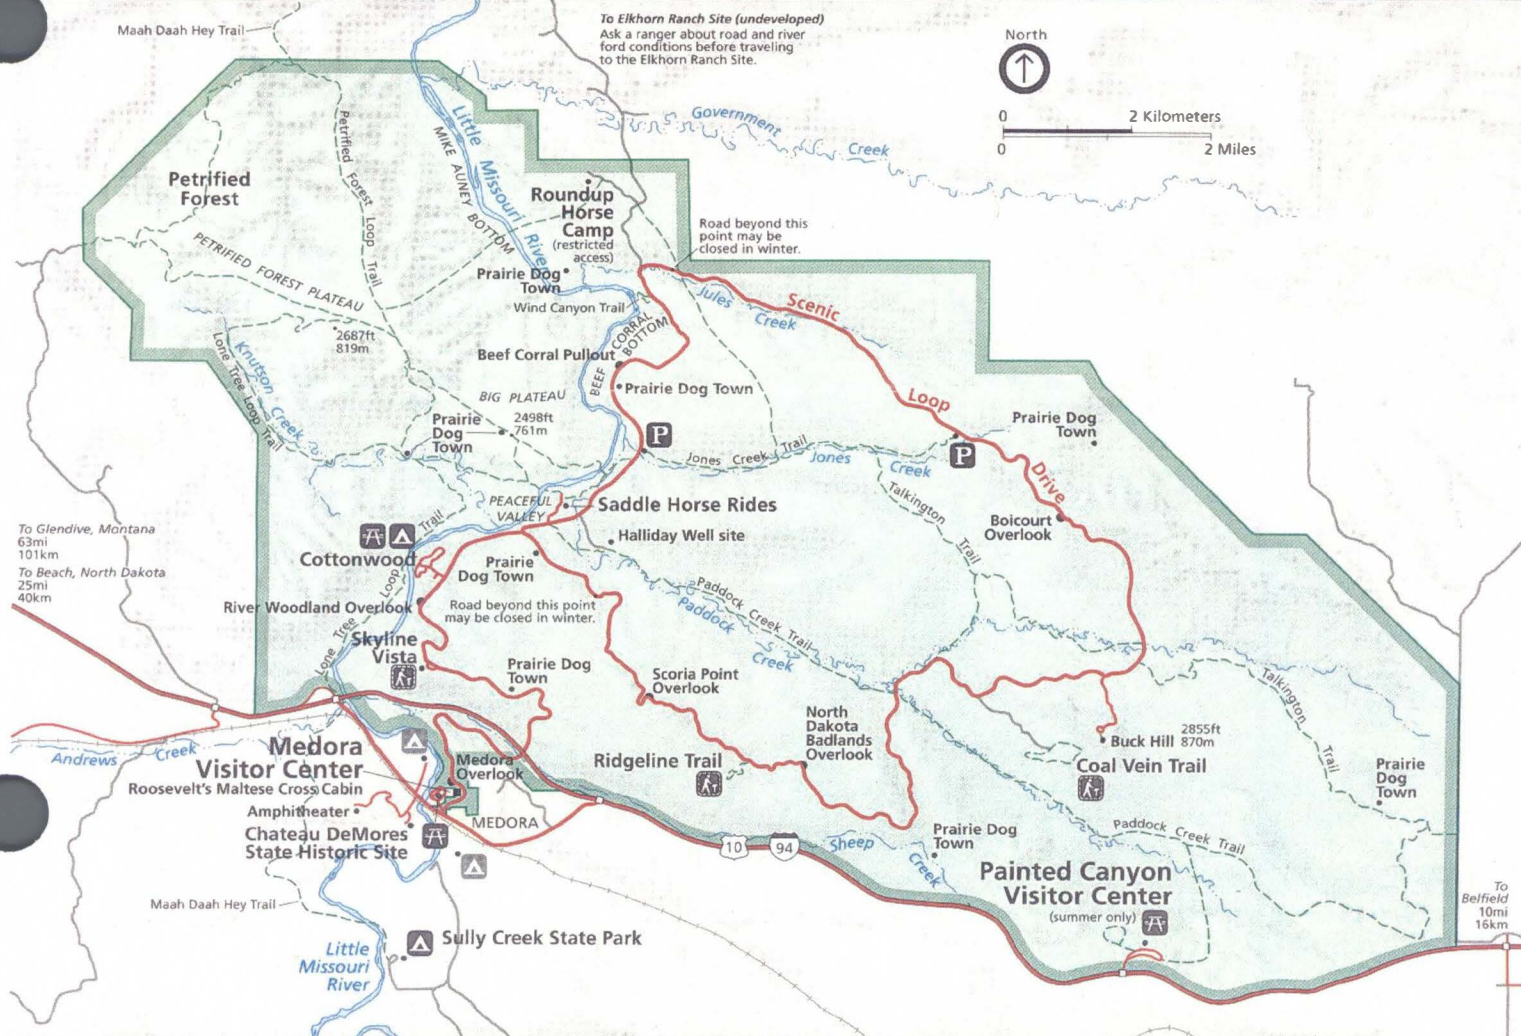 Maah Daah Hey Trail
To Elkhorn Ranch Site (undeveloped)
Ask a ranger about road and river
ford conditions before traveling
to the Elkhorn Ranch Site.
North
0
2 Kilometers
0
2 Miles
Government
Creek
Little Missouri River
MIKE AUNEY BOTTOM
Petrified Forest Loop Trail
Petrified
Forest
Roundup
Horse
Camp
(restricted
access)
Road beyond this
point may be
closed in winter.
PETRIFIED FOREST PLATEAU
Prairie Dog
Town
Wind Canyon Trail
Jules
Creek
Scenic
Loop
Drive
2687ft
819m
Knutson Creek
Lone Tree Loop Trail
BEEF CORRAL
BOTTOM
Beef Corral Pullout
Prairie Dog Town
BIG PLATEAU
2498ft
761m
Prairie
Dog
Town
P
Jones Creek Trail
Jones
Creek
P
Prairie Dog
Town
Talkington
Trail
Boicourt
Overlook
PEACEFUL
VALLEY
Saddle Horse Rides
Halliday Well site
To Glendive, Montana
63mi
101km
To Beach, North Dakota
25mi
40km
Cottonwood
Lone Tree Loop Trail
Prairie
Dog Town
River Woodland Overlook
Road beyond this point
may be closed in winter.
Paddock Creek Trail
Paddock
Creek
Skyline
Vista
Prairie Dog
Town
Scoria Point
Overlook
North
Dakota
Badlands
Overlook
Talkington
Trail
Buck Hill
2855ft
870m
Coal Vein Trail
Prairie
Dog
Town
Andrews
Creek
Medora
Visitor Center
Roosevelt's Maltese Cross Cabin
Medora
Overlook
Ridgeline Trail
Amphitheater
Chateau DeMores
State Historic Site
MEDORA
10
94
Sheep
Creek
Prairie Dog
Town
Paddock Creek Trail
Painted Canyon
Visitor Center
(summer only)
To
Belfield
10mi
16km
Maah Daah Hey Trail
Little
Missouri
River
Sully Creek State Park